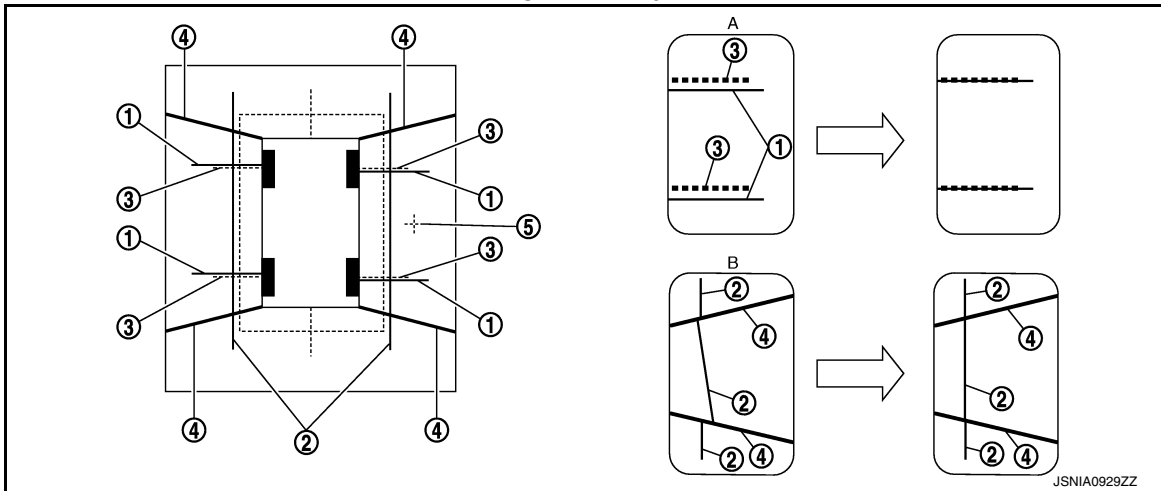 A
④ ④ ③
① ③
③ ③ ①
③ ①
⑤
① ③
B
③ ① ② ②
④ ④
② ②
④ ④ ② ④ ② ④
②
JSNIA0929ZZ